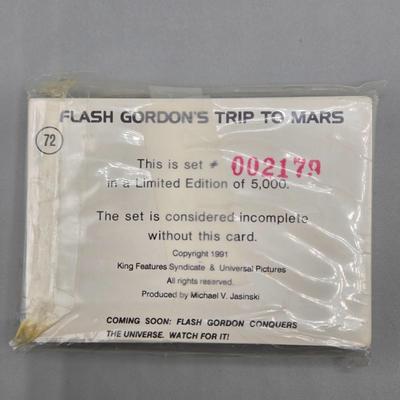 FLASH GORDON'S TRIP TO MARS
72
This is set # 002179
in a Limited Edition of 5,000.
The set is considered incomplete
without this card.
Copyright 1991
King Features Syndicate & Universal Pictures
All rights reserved.
Produced by Michael V. Jasinski
COMING SOON: FLASH GORDON CONQUERS
THE UNIVERSE. WATCH FOR IT!